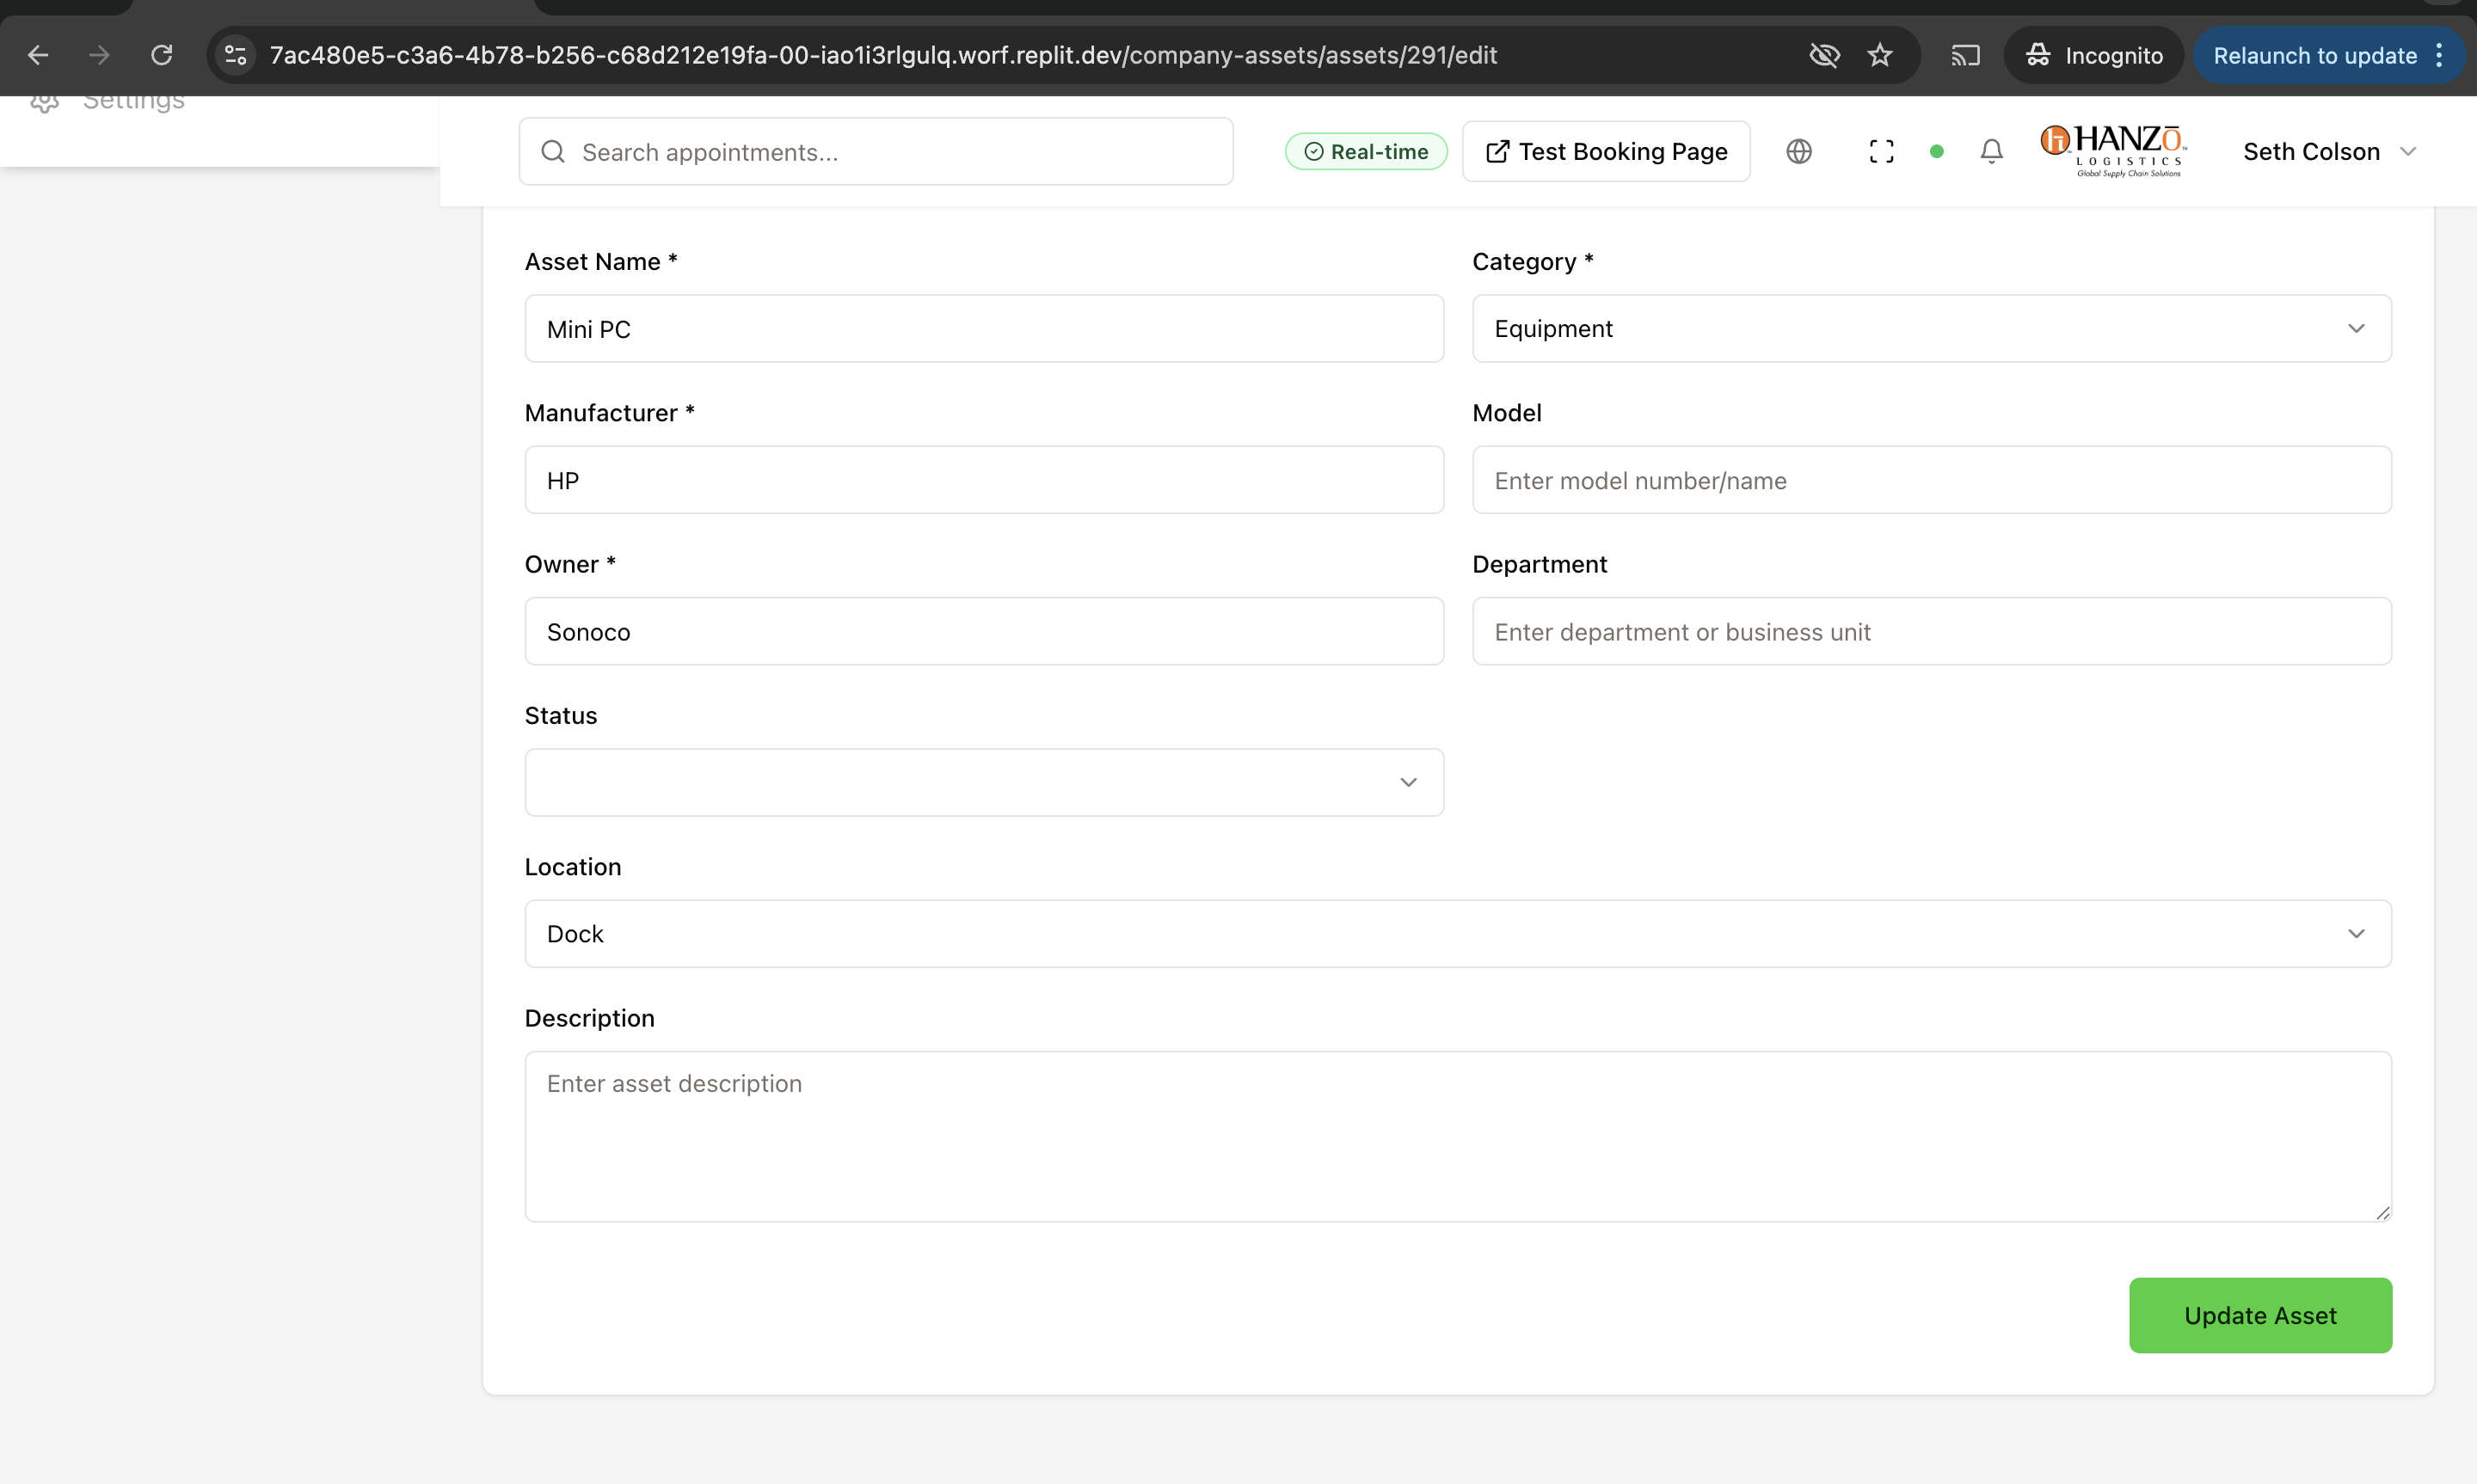 7ac480e5-c3a6-4b78-b256-c68d212e19fa-00-iao1i3rlgulq.worf.replit.dev/company-assets/assets/291/edit
Incognito
Relaunch to update
Settings
Search appointments...
Real-time
Test Booking Page
HANZŌ
LOGISTICS
Global Supply Chain Solutions
Seth Colson
Asset Name *
Category *
Mini PC
Equipment
Manufacturer *
Model
HP
Enter model number/name
Owner *
Department
Sonoco
Enter department or business unit
Status
Location
Dock
Description
Enter asset description
Update Asset